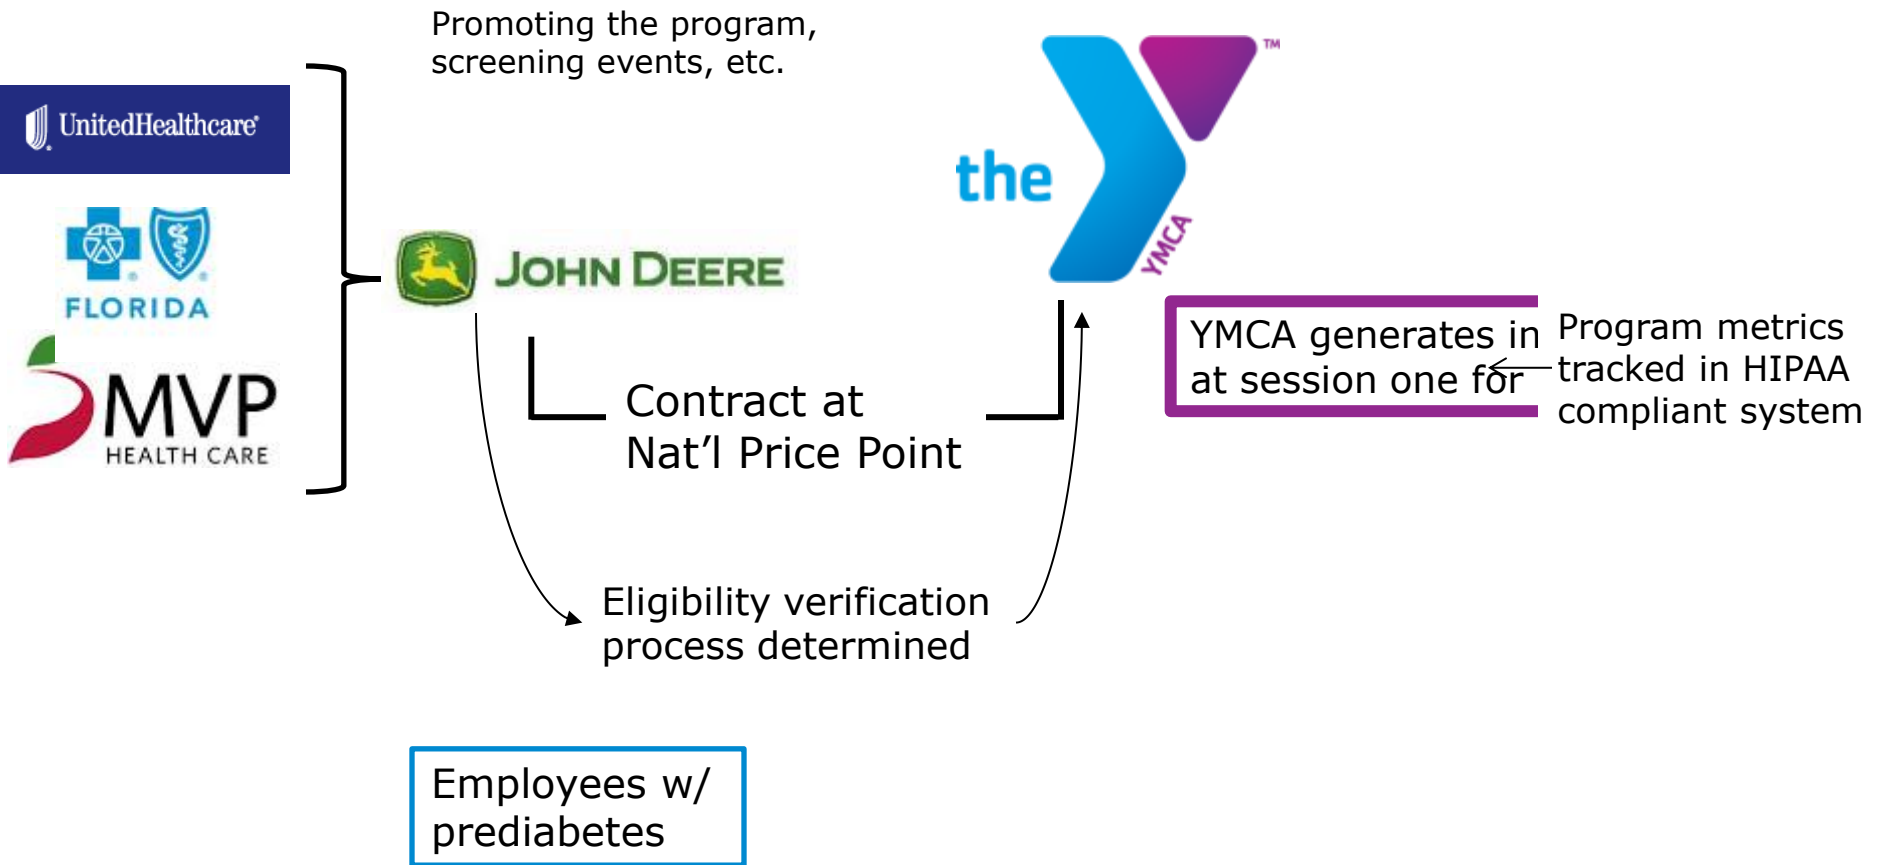 Promoting the program,
screening events, etc.
UnitedHealthcare®
FLORIDA
MVP
HEALTH CARE
JOHN DEERE
the
YMCA
TM
Contract at
Nat’l Price Point
YMCA generates in
at session one for
Program metrics
tracked in HIPAA
compliant system
Eligibility verification
process determined
Employees w/
prediabetes